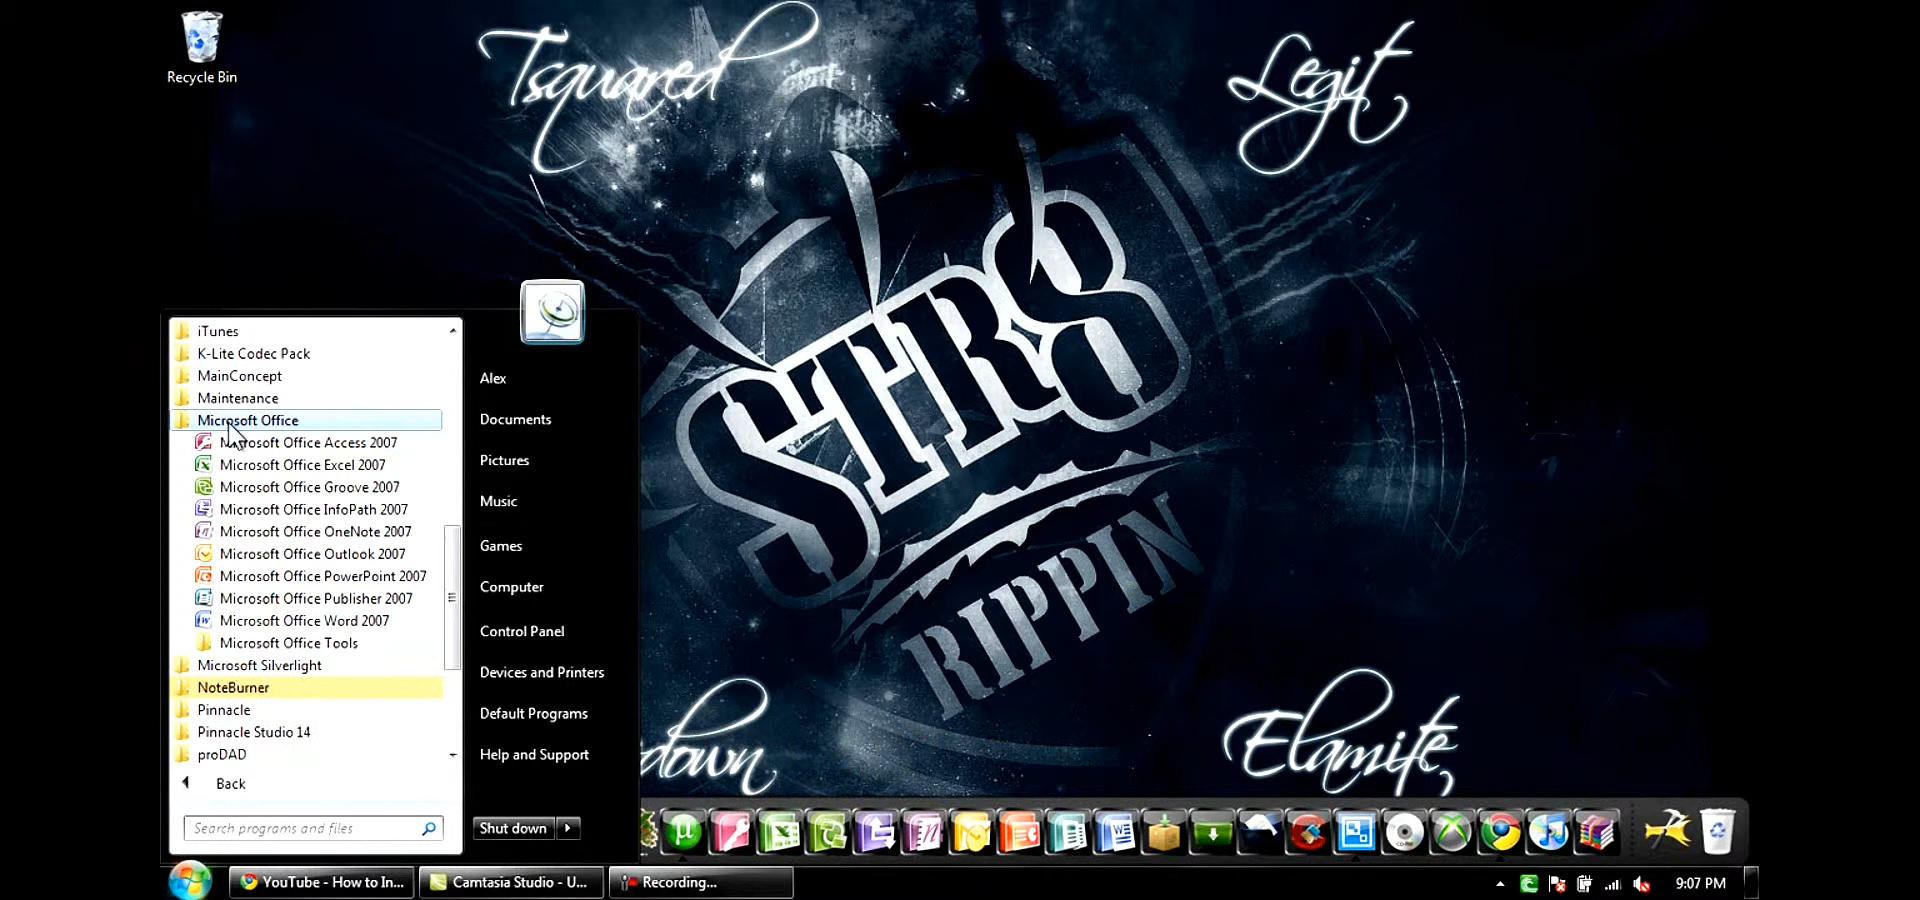 Recycle Bin
Tsquared
Legit
STRS
RIPPIN
down
Elamite
iTunes
K-Lite Codec Pack
MainConcept
Maintenance
Microsoft Office
Microsoft Office Access 2007
Microsoft Office Excel 2007
Microsoft Office Groove 2007
Microsoft Office InfoPath 2007
Microsoft Office OneNote 2007
Microsoft Office Outlook 2007
Microsoft Office PowerPoint 2007
Microsoft Office Publisher 2007
Microsoft Office Word 2007
Microsoft Office Tools
Microsoft Silverlight
NoteBurner
Pinnacle
Pinnacle Studio 14
proDAD
Back
Search programs and files
Alex
Documents
Pictures
Music
Games
Computer
Control Panel
Devices and Printers
Default Programs
Help and Support
Shut down
YouTube - How to In...
Camtasia Studio - U...
Recording...
9:07 PM